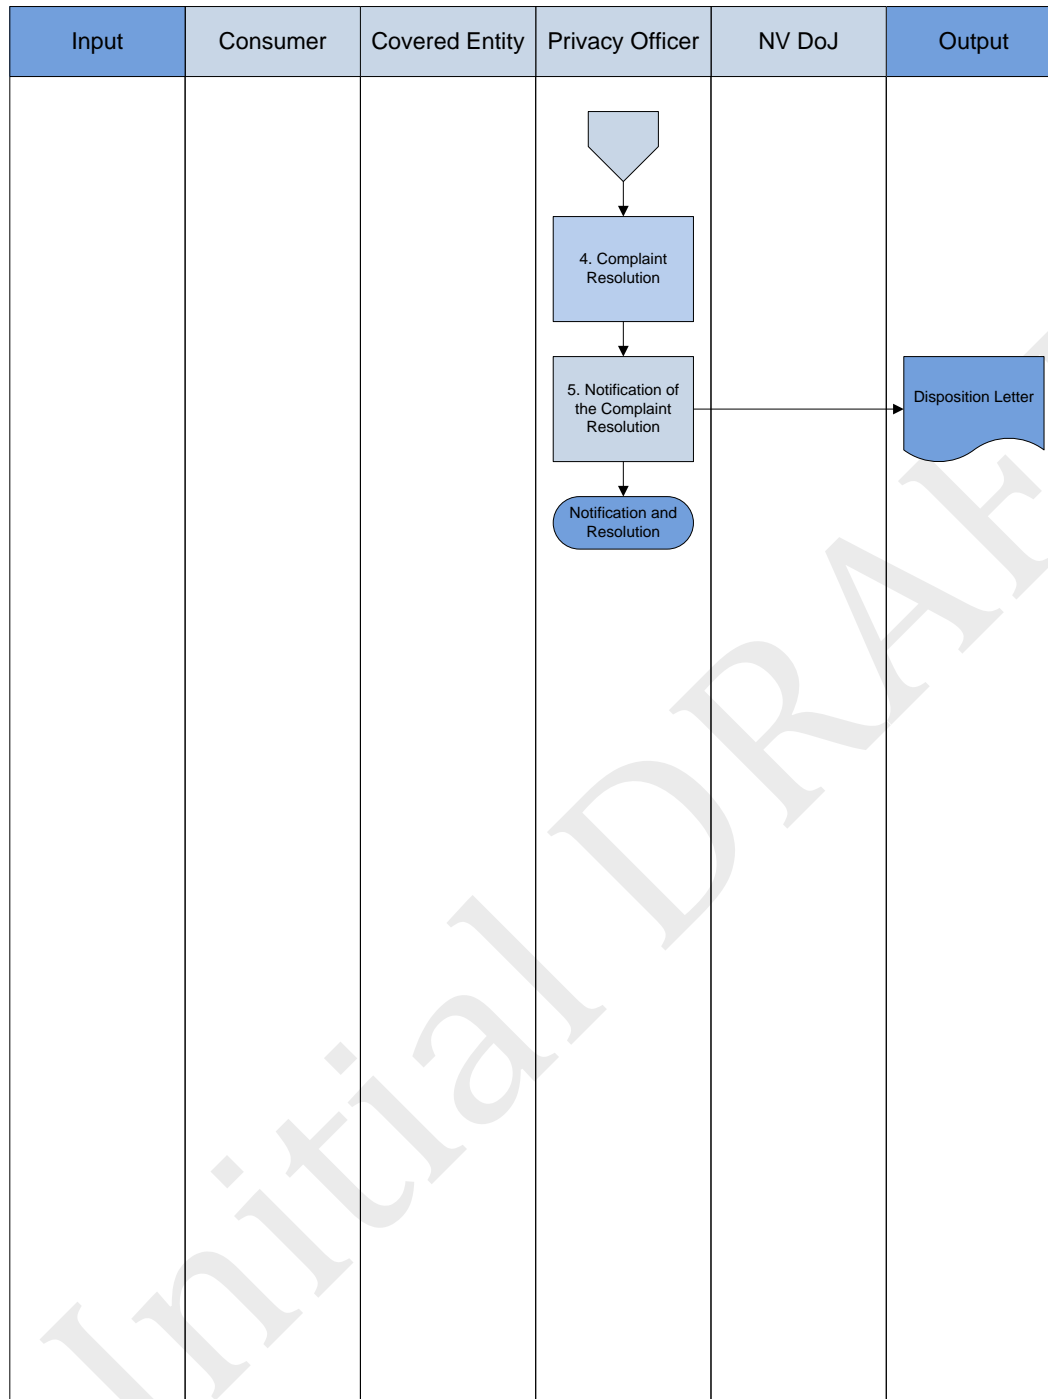 Input
Consumer
Covered Entity
Privacy Officer
NV DoJ
Output
4. Complaint
Resolution
5. Notification of
the Complaint
Resolution
Disposition Letter
Notification and
Resolution
Initial DRAF